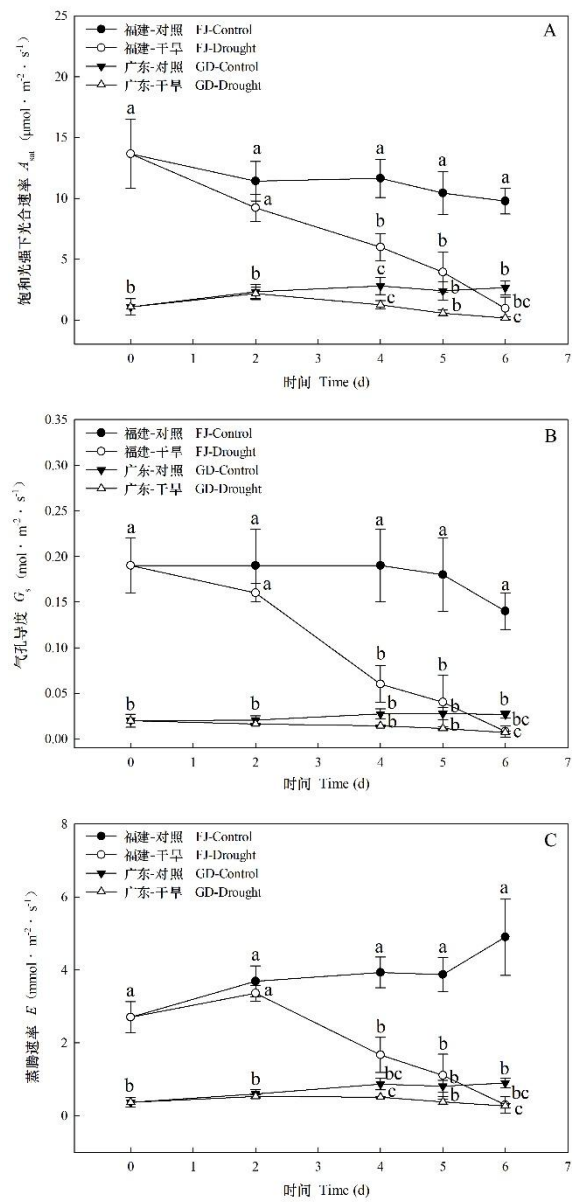 A
福建-对照 FJ-Control
福建-干旱 FJ-Drought
广东-对照 GD-Control
广东-干旱 GD-Drought
饱和光强下光合速率 Asat (μmol · m⁻² · s⁻¹)
25
20
15
10
5
0
a
a
a
a
a
a
b
b
b
b
b
c
c
b
b
b
bc
c
0 1 2 3 4 5 6 7
时间 Time (d)
B
福建-对照 FJ-Control
福建-干旱 FJ-Drought
广东-对照 GD-Control
广东-干旱 GD-Drought
气孔导度 Gs (mol · m⁻² · s⁻¹)
0.35
0.30
0.25
0.20
0.15
0.10
0.05
0.00
a
a
a
a
a
a
b
b
b
b
b
b
b
b
b
b
bc
c
0 1 2 3 4 5 6 7
时间 Time (d)
C
福建-对照 FJ-Control
福建-干旱 FJ-Drought
广东-对照 GD-Control
广东-干旱 GD-Drought
蒸腾速率 E (mmol · m⁻² · s⁻¹)
8
6
4
2
0
a
a
a
a
a
a
b
b
b
b
bc
c
b
b
b
bc
c
0 1 2 3 4 5 6 7
时间 Time (d)